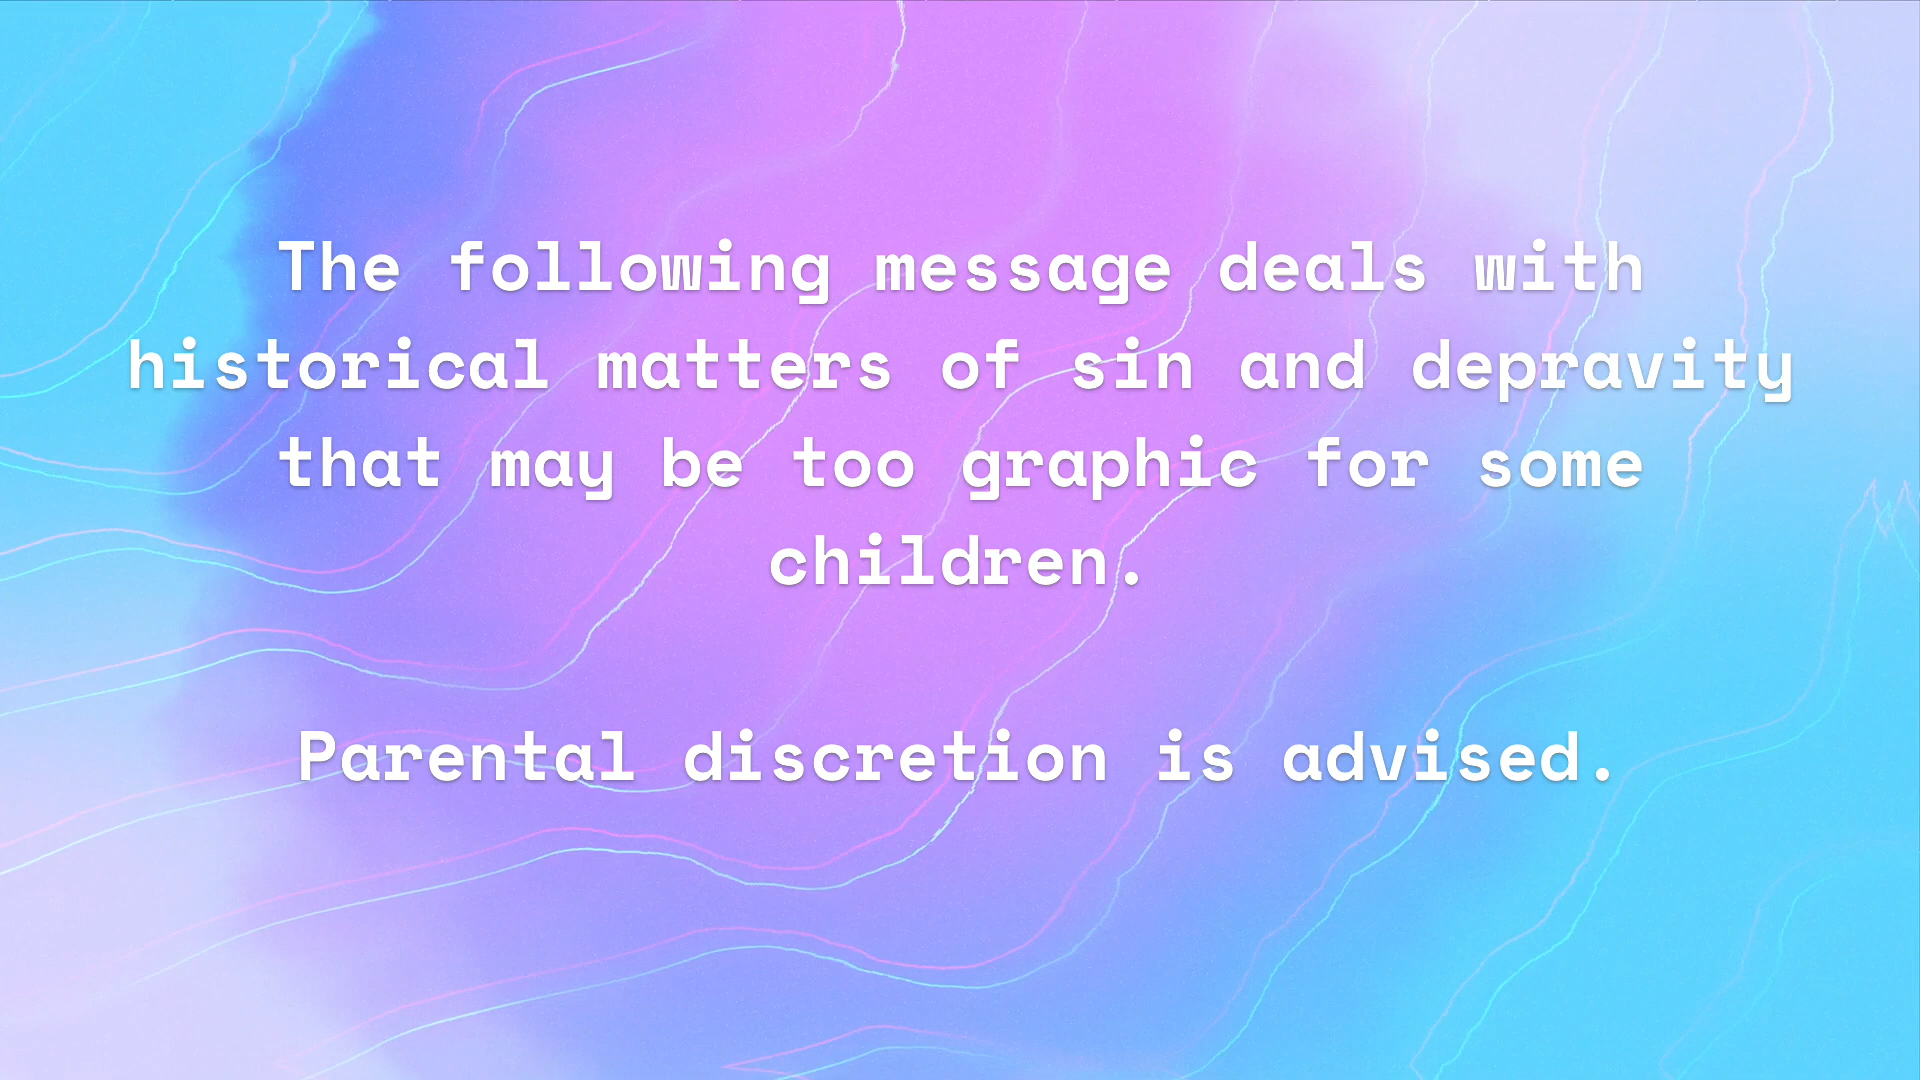 The following message deals with
historical matters of sin and depravity
that may be too graphic for some
children.
Parental discretion is advised.